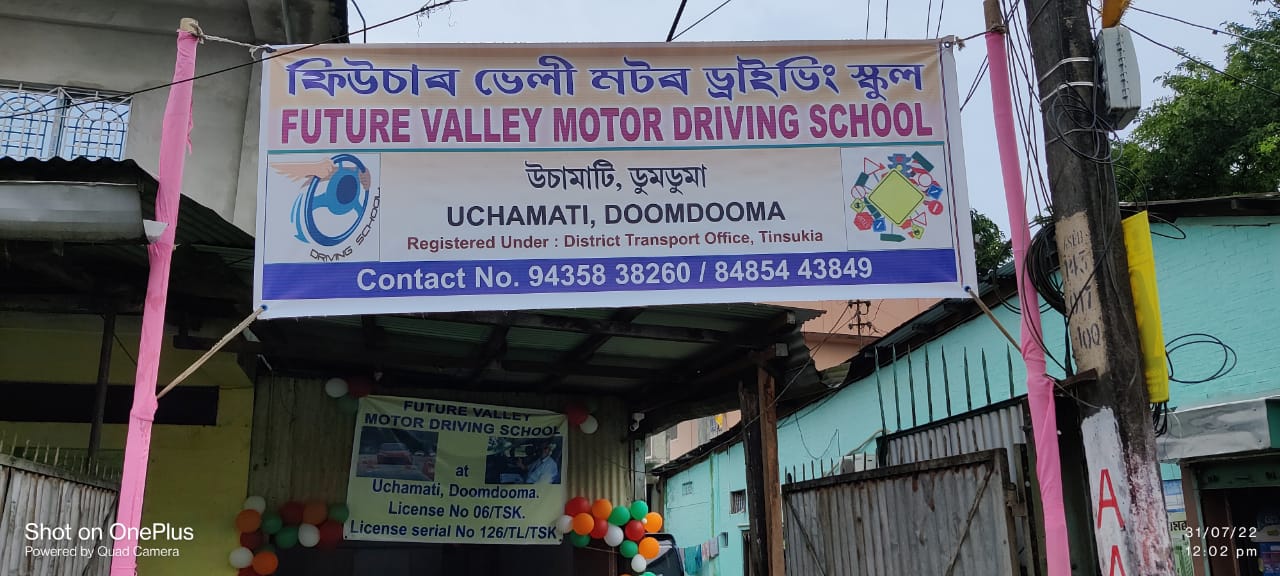 ফিউচাৰ ভেলী মটৰ ড্ৰাইভিং স্কুল
FUTURE VALLEY MOTOR DRIVING SCHOOL
উচামাটি, ডুমডুমা
UCHAMATI, DOOMDOOMA
Registered Under : District Transport Office, Tinsukia
DRIVING SCHOOL
Contact No. 94358 38260 / 84854 43849
FUTURE VALLEY
MOTOR DRIVING SCHOOL
at
Uchamati, Doomdooma.
License No 06/TSK.
License serial No 126/TL/TSK.
100
A
A
Shot on OnePlus
Powered by Quad Camera
31/07/22
12:02 pm